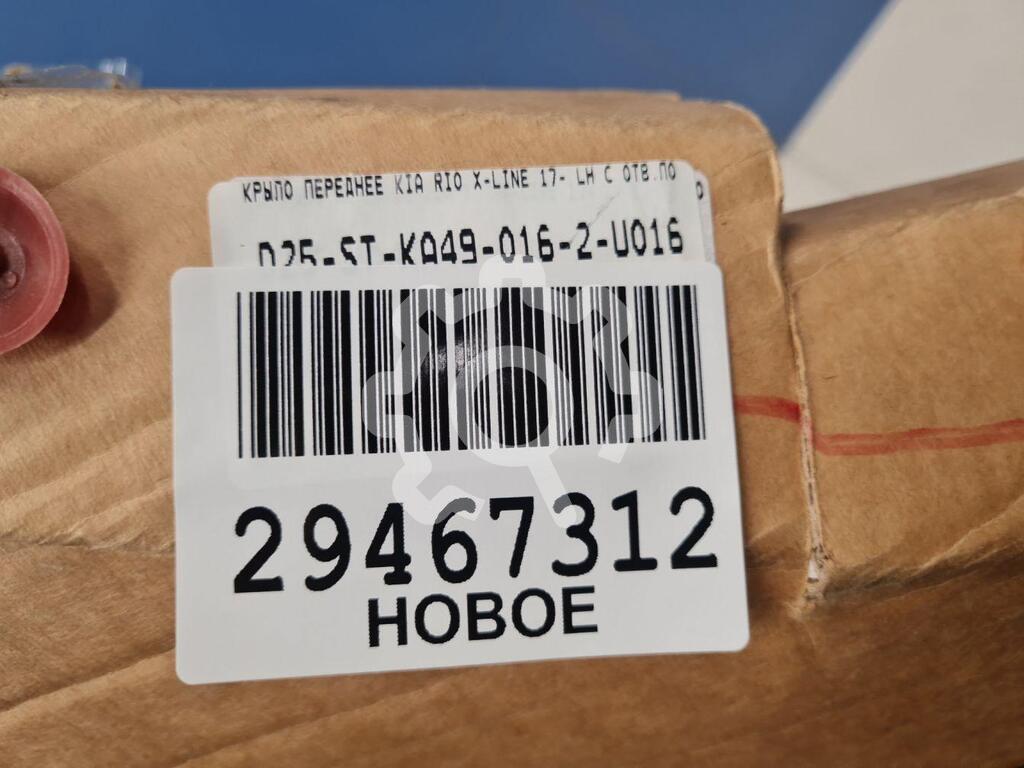 КРЫЛО ПЕРЕДНЕЕ KIA RIO X-LINE 17- LH С ОТВ.ПО
D25-ST-KA49-016-2-U016
29467312
НОВОЕ